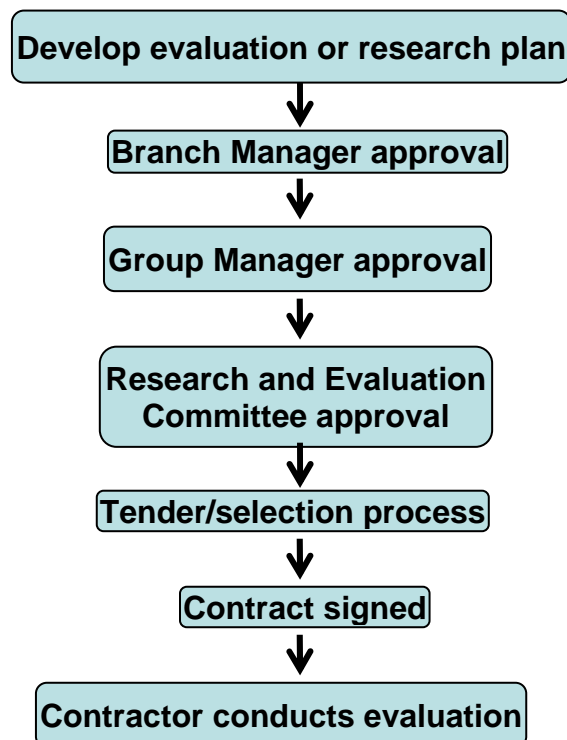 Develop evaluation or research plan
Branch Manager approval
Group Manager approval
Research and Evaluation
Committee approval
Tender/selection process
Contract signed
Contractor conducts evaluation